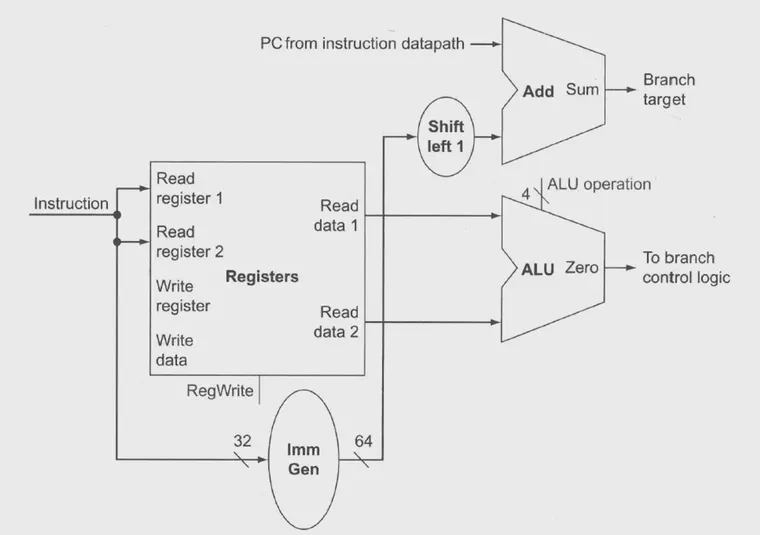 PC from instruction datapath
Add Sum
Branch
target
Shift
left 1
Instruction
Read
register 1
Read
data 1
4
ALU operation
Read
register 2
Registers
ALU Zero
To branch
control logic
Write
register
Read
data 2
Write
data
RegWrite
32
Imm
Gen
64